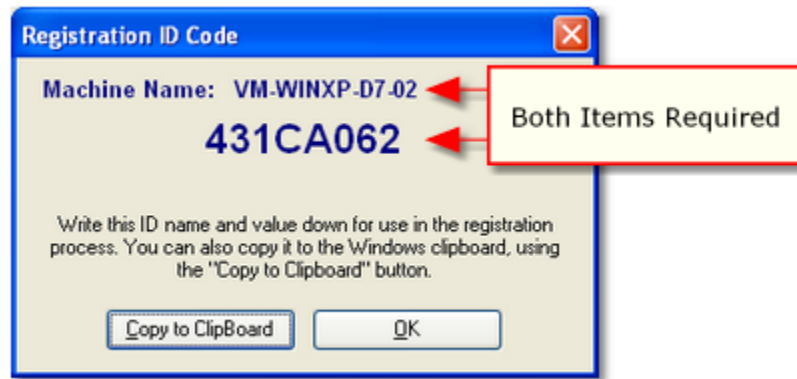 Registration ID Code
Machine Name: VM-WINXP-D7-02
Both Items Required
431CA062
Write this ID name and value down for use in the registration
process. You can also copy it to the Windows clipboard, using
the "Copy to Clipboard" button.
Copy to ClipBoard
OK